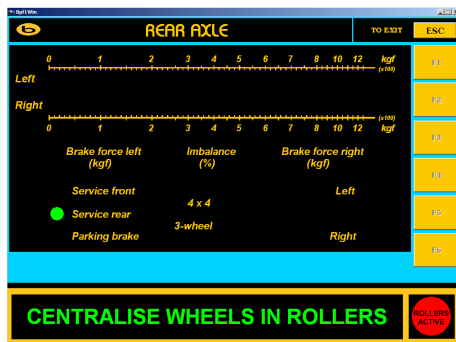 Bpf1Win
REAR AXLE
TO EXIT
ESC
0 1 2 3 4 5 6 7 8 10 12 kgf
(x100)
Left
Right
(x100)
0 1 2 3 4 5 6 7 8 10 12 kgf
Brake force left
(kgf)
Imbalance
(%)
Brake force right
(kgf)
Service front
Left
4 x 4
Service rear
3-wheel
Parking brake
Right
F1
F2
F3
F4
F5
F6
CENTRALISE WHEELS IN ROLLERS
ROLLERS
ACTIVE